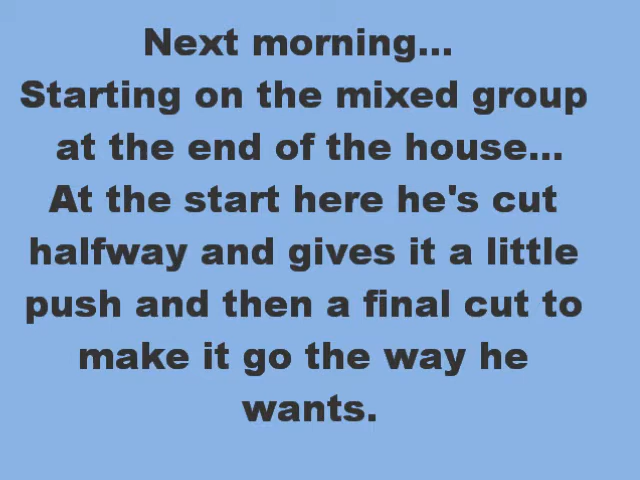 Next morning...
Starting on the mixed group
at the end of the house...
At the start here he's cut
halfway and gives it a little
push and then a final cut to
make it go the way he
wants.